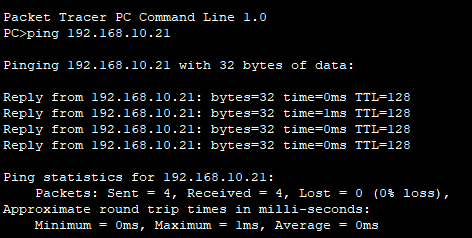 Packet Tracer PC Command Line 1.0
PC>ping 192.168.10.21
Pinging 192.168.10.21 with 32 bytes of data:
Reply from 192.168.10.21: bytes=32 time=0ms TTL=128
Reply from 192.168.10.21: bytes=32 time=1ms TTL=128
Reply from 192.168.10.21: bytes=32 time=0ms TTL=128
Reply from 192.168.10.21: bytes=32 time=0ms TTL=128
Ping statistics for 192.168.10.21:
Packets: Sent = 4, Received = 4, Lost = 0 (0% loss),
Approximate round trip times in milli-seconds:
Minimum = 0ms, Maximum = 1ms, Average = 0ms